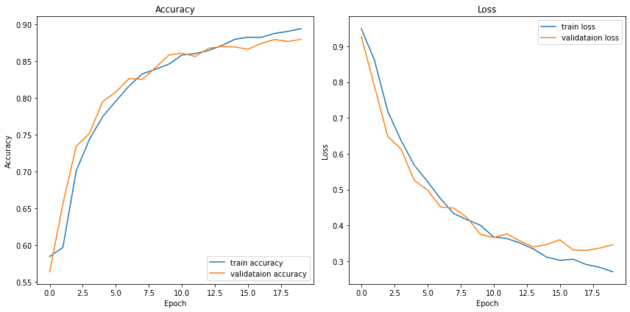 Accuracy
0.90
0.85
0.80
0.75
0.70
0.65
0.60
0.55
Accuracy
train accuracy
validataion accuracy
0.0 2.5 5.0 7.5 10.0 12.5 15.0 17.5
Epoch
Loss
train loss
validataion loss
0.9
0.8
0.7
0.6
0.5
0.4
0.3
Loss
0.0 2.5 5.0 7.5 10.0 12.5 15.0 17.5
Epoch